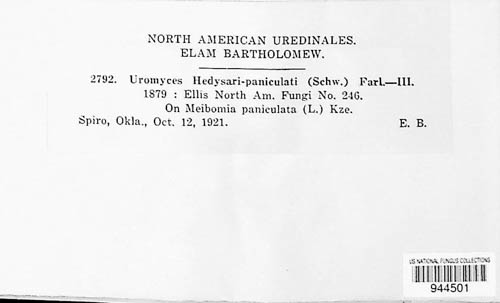 NORTH AMERICAN UREDINALES.
ELAM BARTHOLOMEW.
2792. Uromyces Hedysari-paniculati (Schw.) Farl.—III.
1879 : Ellis North Am. Fungi No. 246.
On Meibomia paniculata (L.) Kze.
Spiro, Okla., Oct. 12, 1921. E. B.
US NATIONAL FUNGUS COLLECTIONS
944501